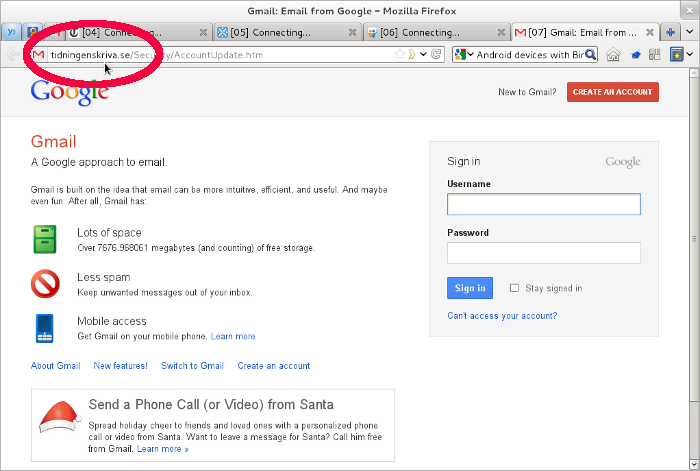 Gmail: Email from Google – Mozilla Firefox
[04] Connecting...
[05] Connecting...
[06] Connecting...
[07] Gmail: Email from ...
tidningenskriva.se/Security/AccountUpdate.htm
Android devices with Bin
Google
New to Gmail?
CREATE AN ACCOUNT
Gmail
A Google approach to email.
Gmail is built on the idea that email can be more intuitive, efficient, and useful. And maybe
even fun. After all, Gmail has:
Lots of space
Over 7676.968061 megabytes (and counting) of free storage.
Less spam
Keep unwanted messages out of your inbox.
Mobile access
Get Gmail on your mobile phone. Learn more
About Gmail
New features!
Switch to Gmail
Create an account
Send a Phone Call (or Video) from Santa
Spread holiday cheer to friends and loved ones with a personalized phone
call or video from Santa. Want to leave a message for Santa? Call him free
from Gmail. Learn more »
Sign in
Google
Username
Password
Sign in
Stay signed in
Can't access your account?